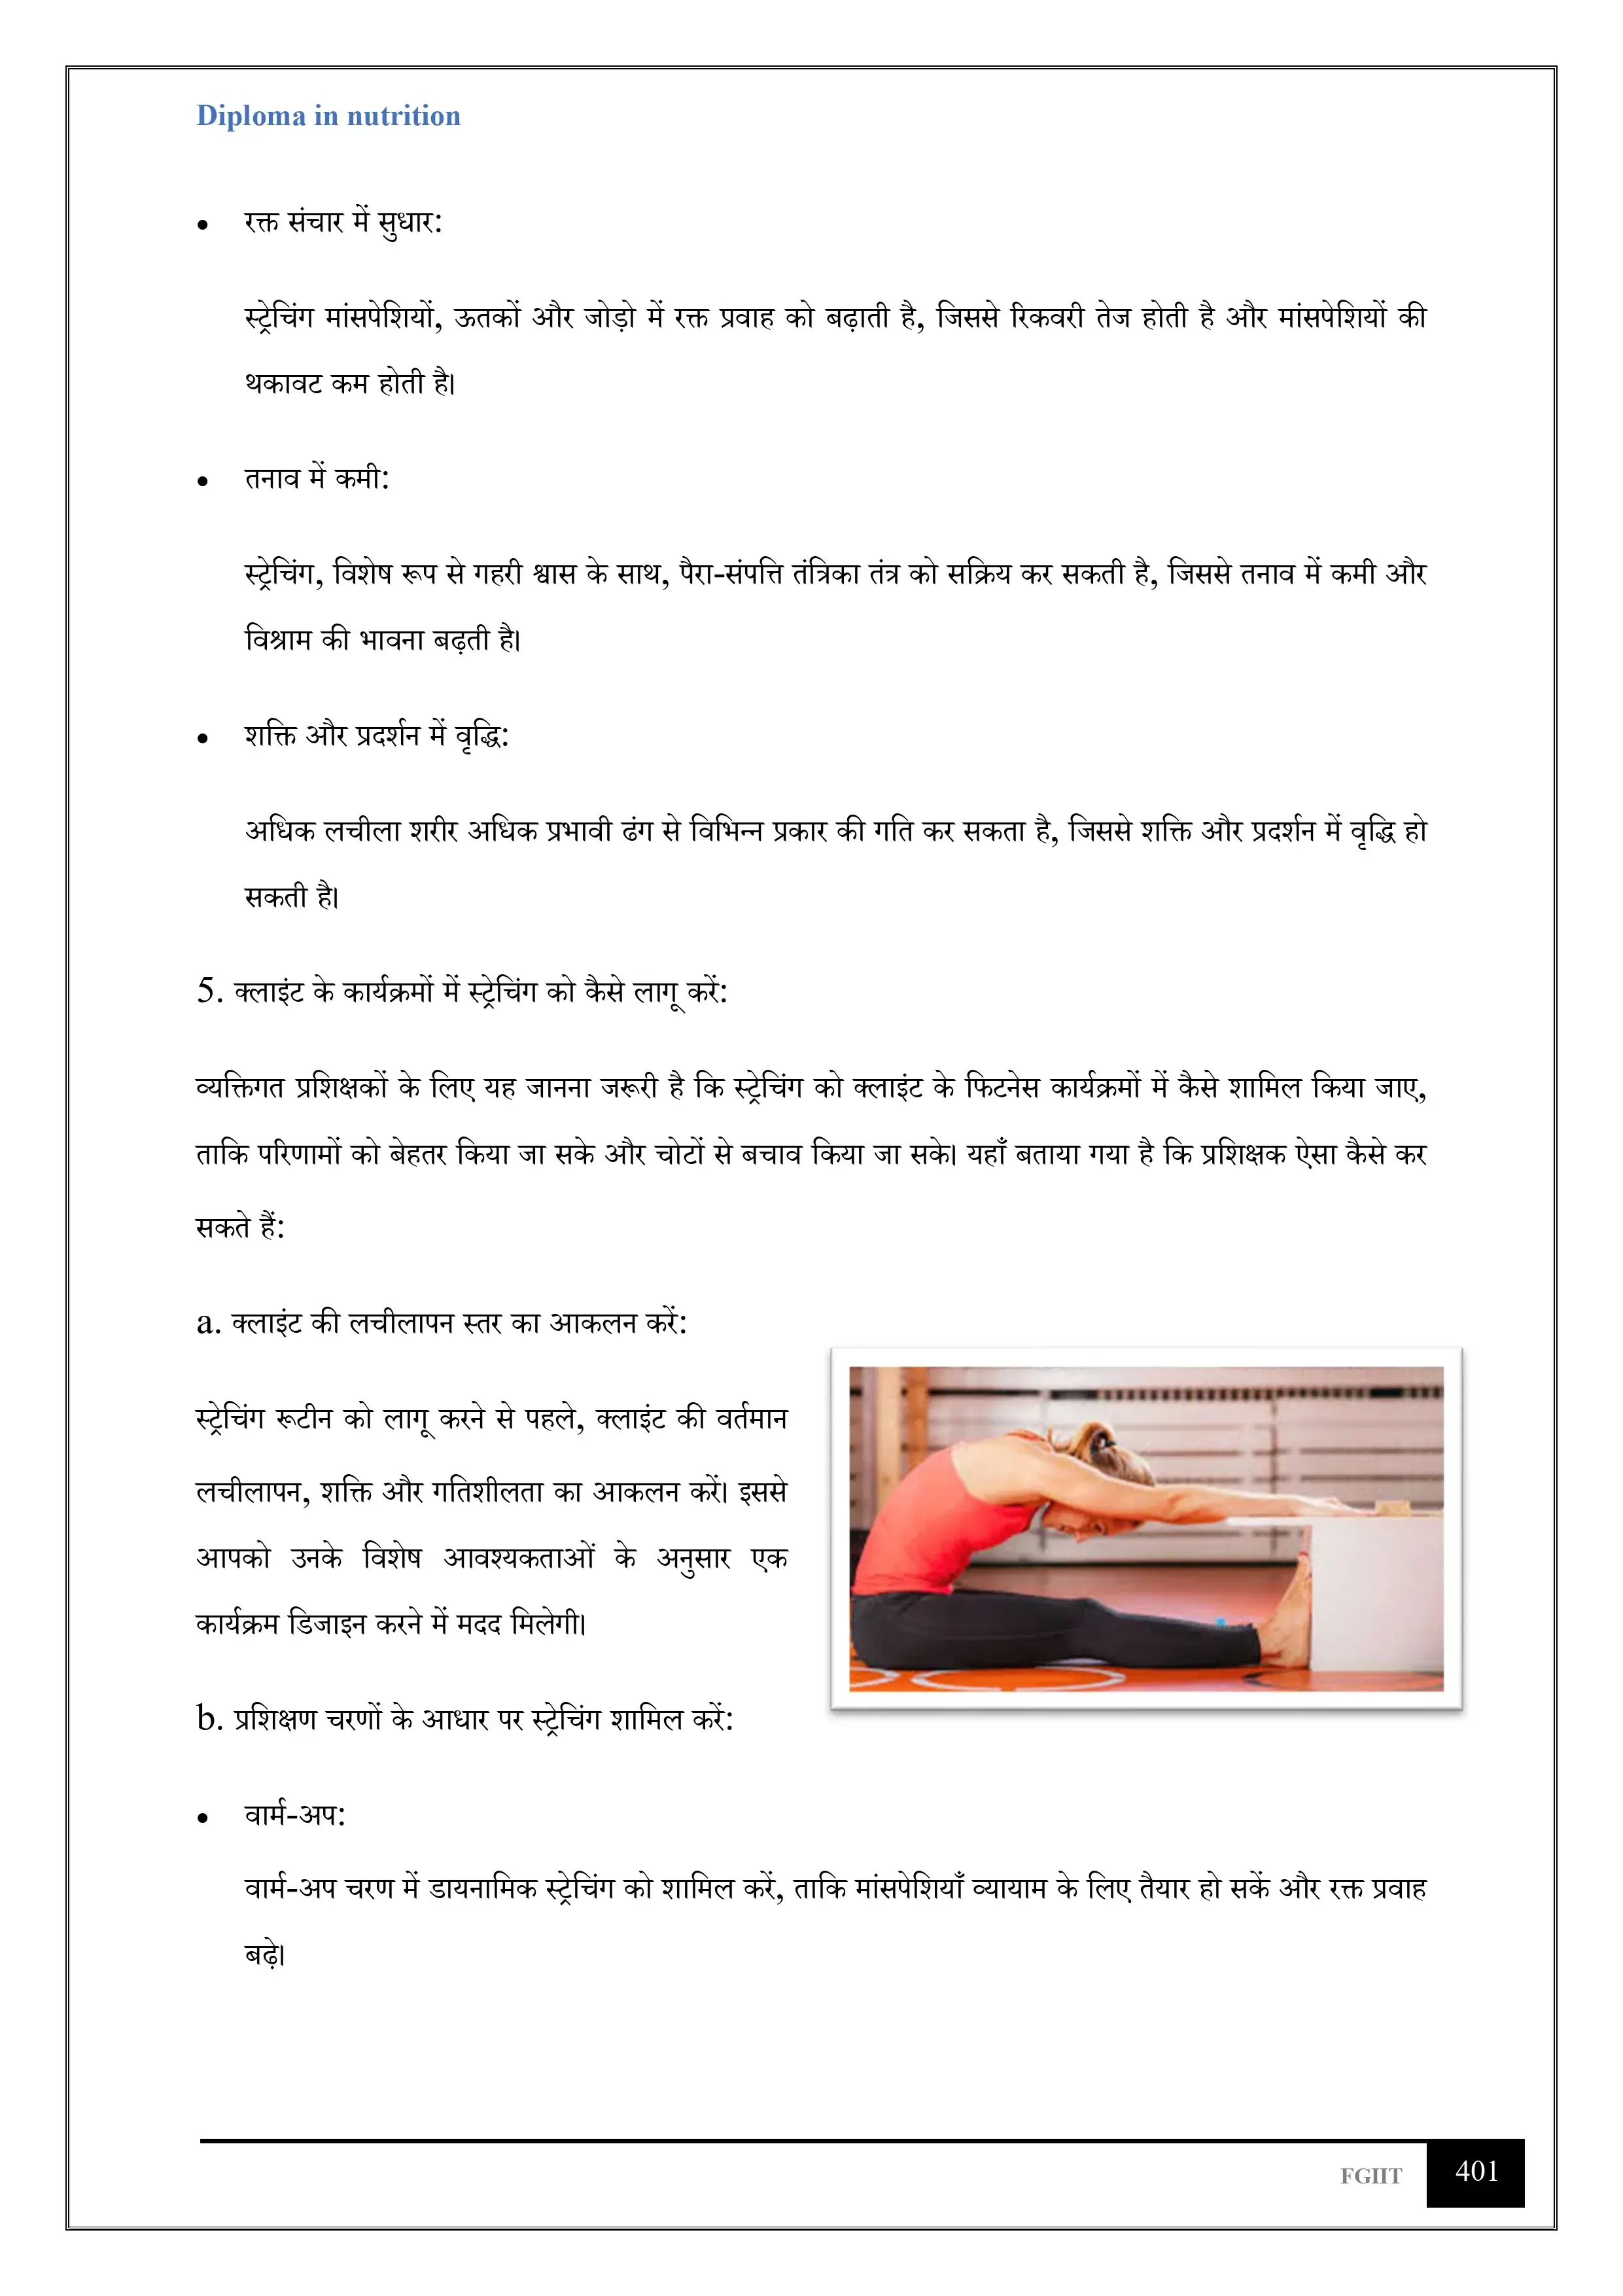 Diploma in nutrition
• रक्त संचार में सुधार:
स्ट्रेचिंग मांसपेशियों, ऊतकों और जोड़ो में रक्त प्रवाह को बढ़ाती है, जिससे रिकवरी तेज होती है और मांसपेशियों की
थकावट कम होती है।
• तनाव में कमी:
स्ट्रेचिंग, विशेष रूप से गहरी श्वास के साथ, पैरा-संपत्ति तंत्रिका तंत्र को सक्रिय कर सकती है, जिससे तनाव में कमी और
विश्राम की भावना बढ़ती है।
• शक्ति और प्रदर्शन में वृद्धि:
अधिक लचीला शरीर अधिक प्रभावी ढंग से विभिन्न प्रकार की गति कर सकता है, जिससे शक्ति और प्रदर्शन में वृद्धि हो
सकती है।
5. क्लाइंट के कार्यक्रमों में स्ट्रेचिंग को कैसे लागू करें:
व्यक्तिगत प्रशिक्षकों के लिए यह जानना जरूरी है कि स्ट्रेचिंग को क्लाइंट के फिटनेस कार्यक्रमों में कैसे शामिल किया जाए,
ताकि परिणामों को बेहतर किया जा सके और चोटों से बचाव किया जा सके। यहाँ बताया गया है कि प्रशिक्षक ऐसा कैसे कर
सकते हैं:
a. क्लाइंट की लचीलापन स्तर का आकलन करें:
स्ट्रेचिंग रूटीन को लागू करने से पहले, क्लाइंट की वर्तमान
लचीलापन, शक्ति और गतिशीलता का आकलन करें। इससे
आपको उनके विशेष आवश्यकताओं के अनुसार एक
कार्यक्रम डिजाइन करने में मदद मिलेगी।
b. प्रशिक्षण चरणों के आधार पर स्ट्रेचिंग शामिल करें:
• वार्म-अप:
वार्म-अप चरण में डायनामिक स्ट्रेचिंग को शामिल करें, ताकि मांसपेशियाँ व्यायाम के लिए तैयार हो सकें और रक्त प्रवाह
बढ़े।
FGIIT 401